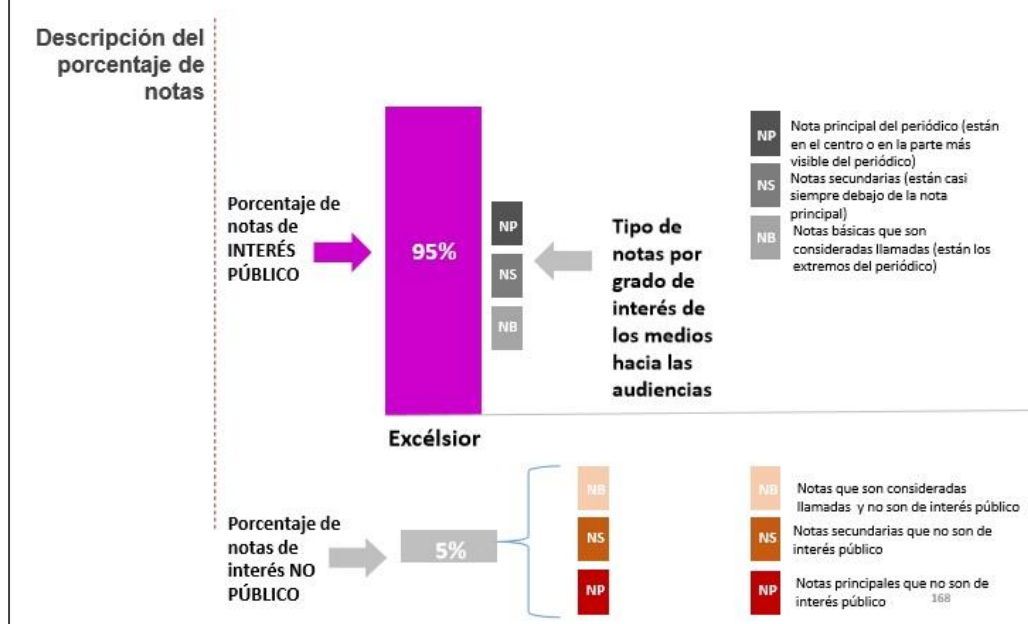 Descripción del
porcentaje de
notas
Porcentaje de
notas de
INTERÉS
PÚBLICO
95%
NP
NS
NB
Tipo de
notas por
grado de
interés de
los medios
hacia las
audiencias
NP
Nota principal del periódico (están
en el centro o en la parte más
visible del periódico)
NS
Notas secundarias (están casi
siempre debajo de la nota
principal)
NB
Notas básicas que son
consideradas llamadas (están los
extremos del periódico)
Excélsior
Porcentaje de
notas de
interés NO
PÚBLICO
5%
NB
NS
NP
NB
Notas que son consideradas
llamadas y no son de interés público
NS
Notas secundarias que no son de
interés público
NP
Notas principales que no son de
interés público
168